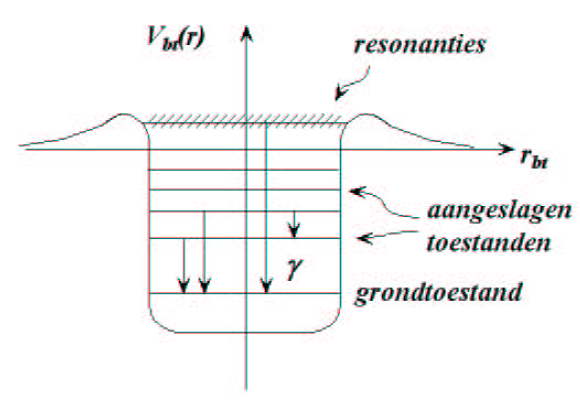 V_bt(r)
resonanties
r_bt
aangeslagen
toestanden
γ
grondtoestand